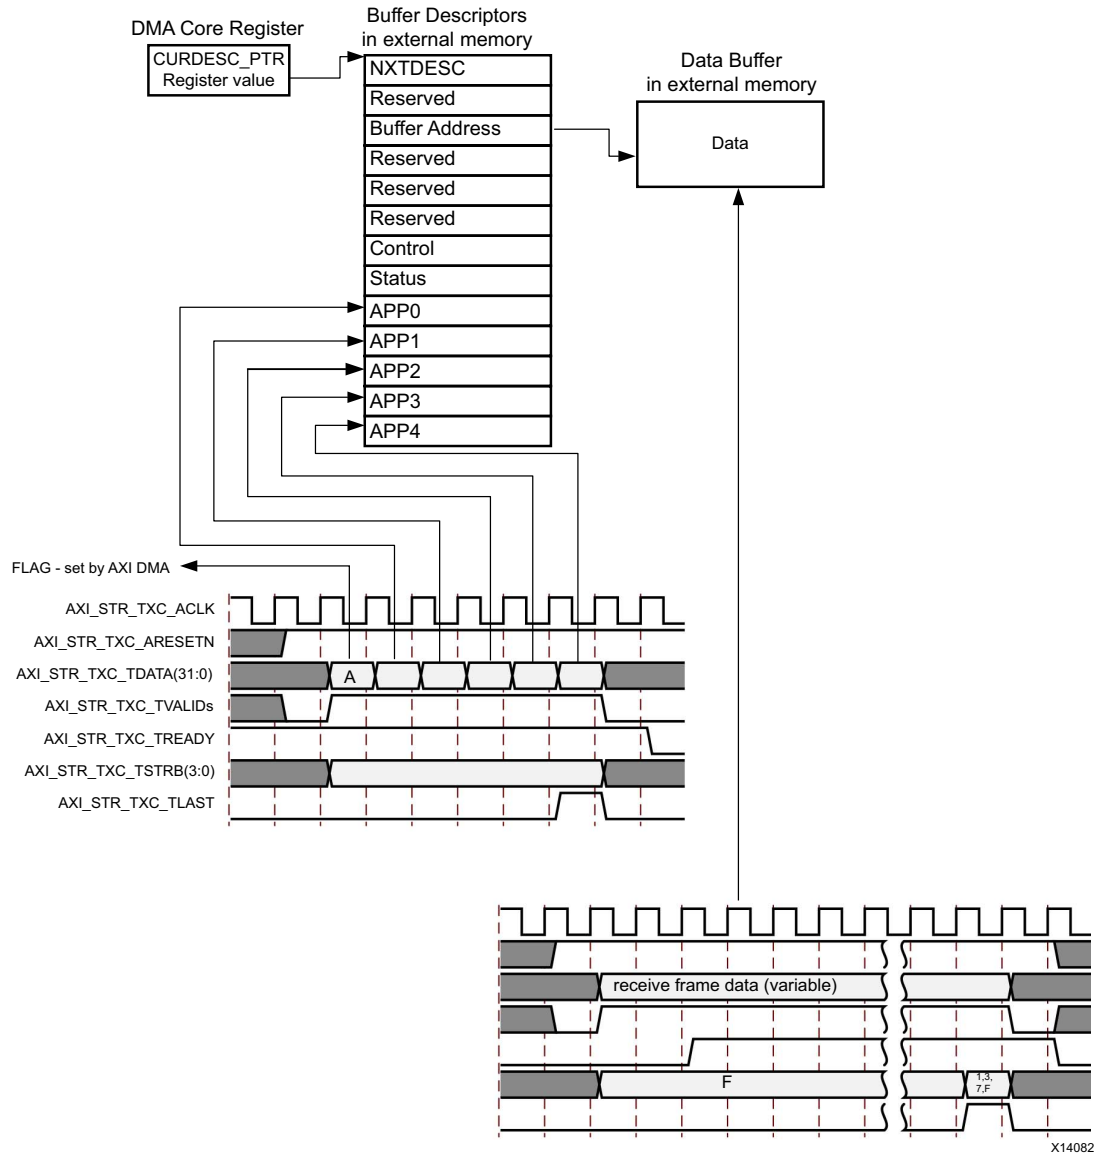 DMA Core Register
CURDESC_PTR
Register value
Buffer Descriptors
in external memory
NXTDESC
Reserved
Buffer Address
Reserved
Reserved
Reserved
Control
Status
APP0
APP1
APP2
APP3
APP4
Data Buffer
in external memory
Data
FLAG - set by AXI DMA
AXI_STR_TXC_ACLK
AXI_STR_TXC_ARESETN
AXI_STR_TXC_TDATA(31:0)
A
AXI_STR_TXC_TVALIDs
AXI_STR_TXC_TREADY
AXI_STR_TXC_TSTRB(3:0)
AXI_STR_TXC_TLAST
receive frame data (variable)
F
1,3,
7,F
X14082